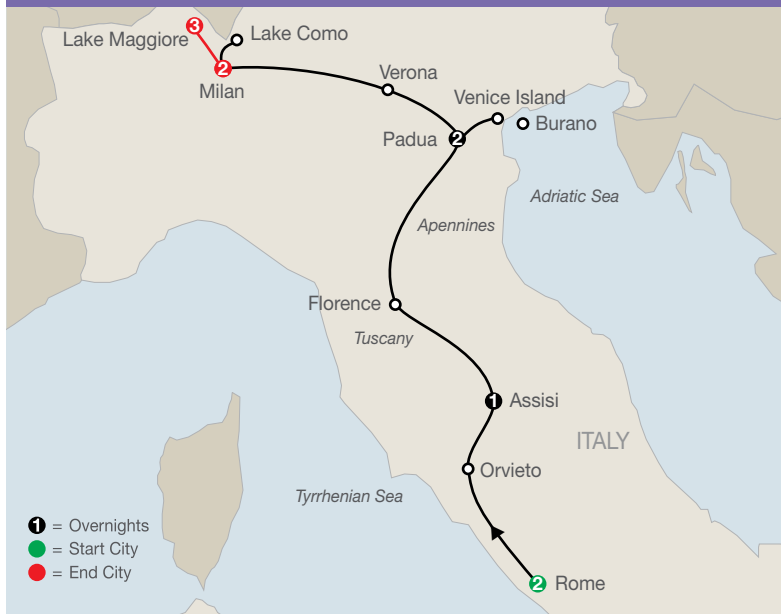 3
Lake Maggiore
Lake Como
2
Milan
Verona
Venice Island
Burano
Padua
2
Adriatic Sea
Apennines
Florence
Tuscany
1
Assisi
ITALY
Orvieto
Tyrrhenian Sea
1 = Overnights
= Start City
= End City
2
Rome